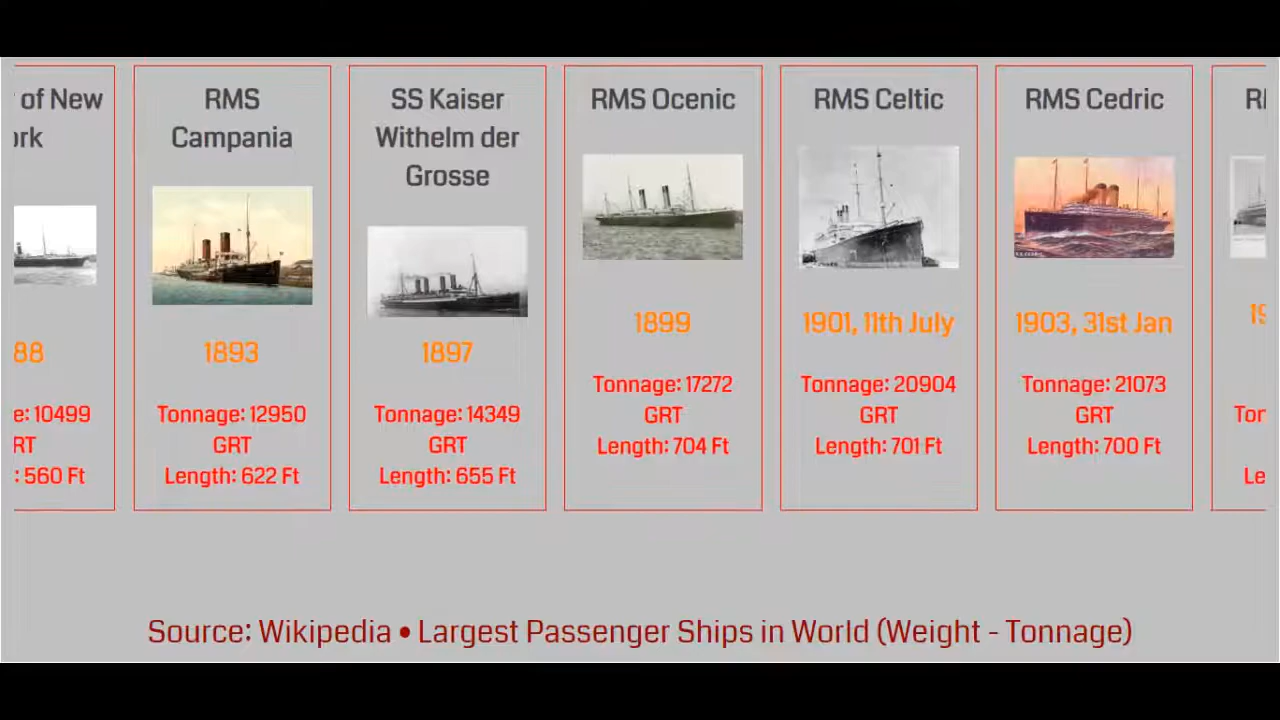 of New
ork
88
e: 10499
RT
: 560 Ft
RMS
Campania
1893
Tonnage: 12950
GRT
Length: 622 Ft
SS Kaiser
Withelm der
Grosse
1897
Tonnage: 14349
GRT
Length: 655 Ft
RMS Ocenic
1899
Tonnage: 17272
GRT
Length: 704 Ft
RMS Celtic
1901, 11th July
Tonnage: 20904
GRT
Length: 701 Ft
RMS Cedric
1903, 31st Jan
Tonnage: 21073
GRT
Length: 700 Ft
Source: Wikipedia • Largest Passenger Ships in World (Weight - Tonnage)